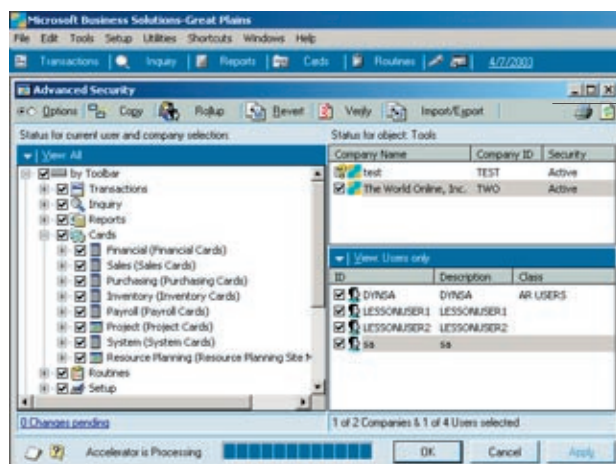 Microsoft Business Solutions-Great Plains
File Edit Tools Setup Utilities Shortcuts Windows Help
Transactions Inquiry Reports Cards Routines 4/7/2003
Advanced Security
Options Copy Rollup Revert Verify Import/Export
Status for current user and company selection:
View: All
by Toolbar
Transactions
Inquiry
Reports
Cards
Financial (Financial Cards)
Sales (Sales Cards)
Purchasing (Purchasing Cards)
Inventory (Inventory Cards)
Payroll (Payroll Cards)
Project (Project Cards)
System (System Cards)
Resource Planning (Resource Planning Site M
Routines
Setup
0 Changes pending
Status for object: Tools
Company Name Company ID Security
test TEST Active
The World Online, Inc. TWO Active
View: Users only
ID Description Class
DYNSA DYNSA AR USERS
LESSONUSER1 LESSONUSER1
LESSONUSER2 LESSONUSER2
sa sa
1 of 2 Companies & 1 of 4 Users selected
Accelerator is Processing OK Cancel Apply